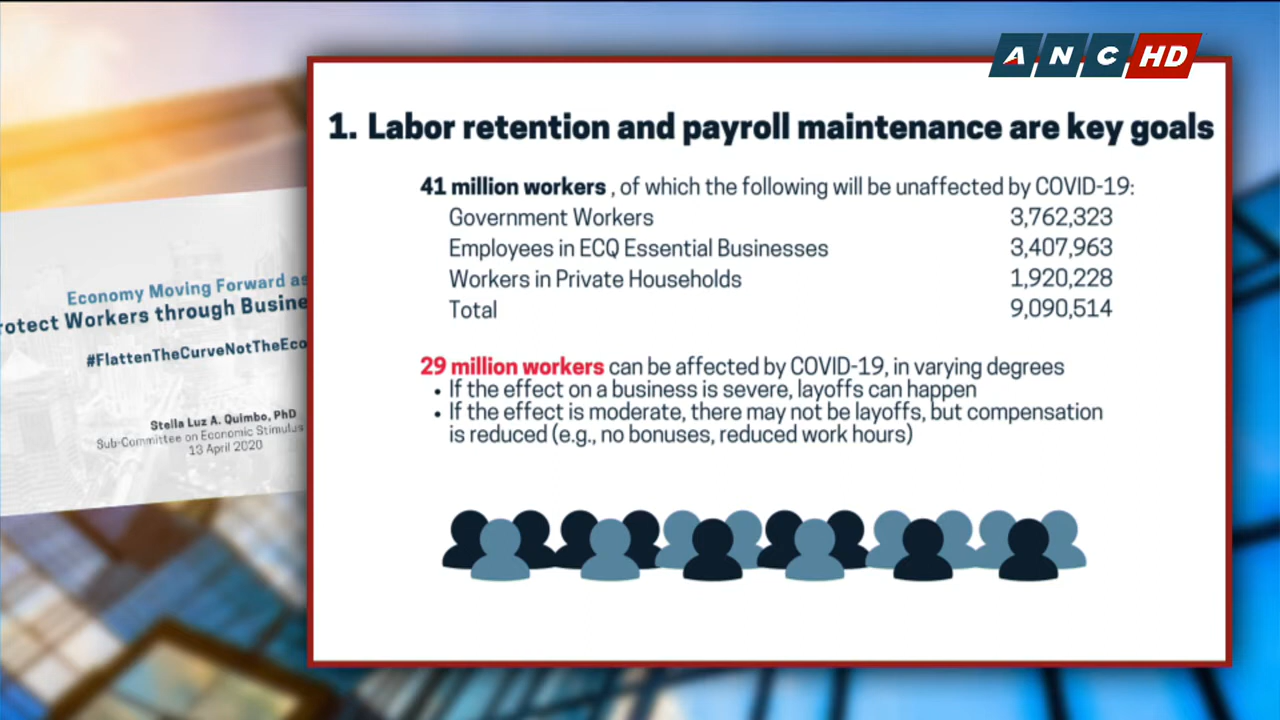 ANC HD
1. Labor retention and payroll maintenance are key goals
41 million workers , of which the following will be unaffected by COVID-19:
Government Workers 3,762,323
Employees in ECQ Essential Businesses 3,407,963
Workers in Private Households 1,920,228
Total 9,090,514
29 million workers can be affected by COVID-19, in varying degrees
• If the effect on a business is severe, layoffs can happen
• If the effect is moderate, there may not be layoffs, but compensation
is reduced (e.g., no bonuses, reduced work hours)
Economy Moving Forward as
rotect Workers through Busine
#FlattenTheCurveNotTheEco
Stella Luz A. Quimbo, PhD
Sub-Committee on Economic Stimulus
13 April 2020